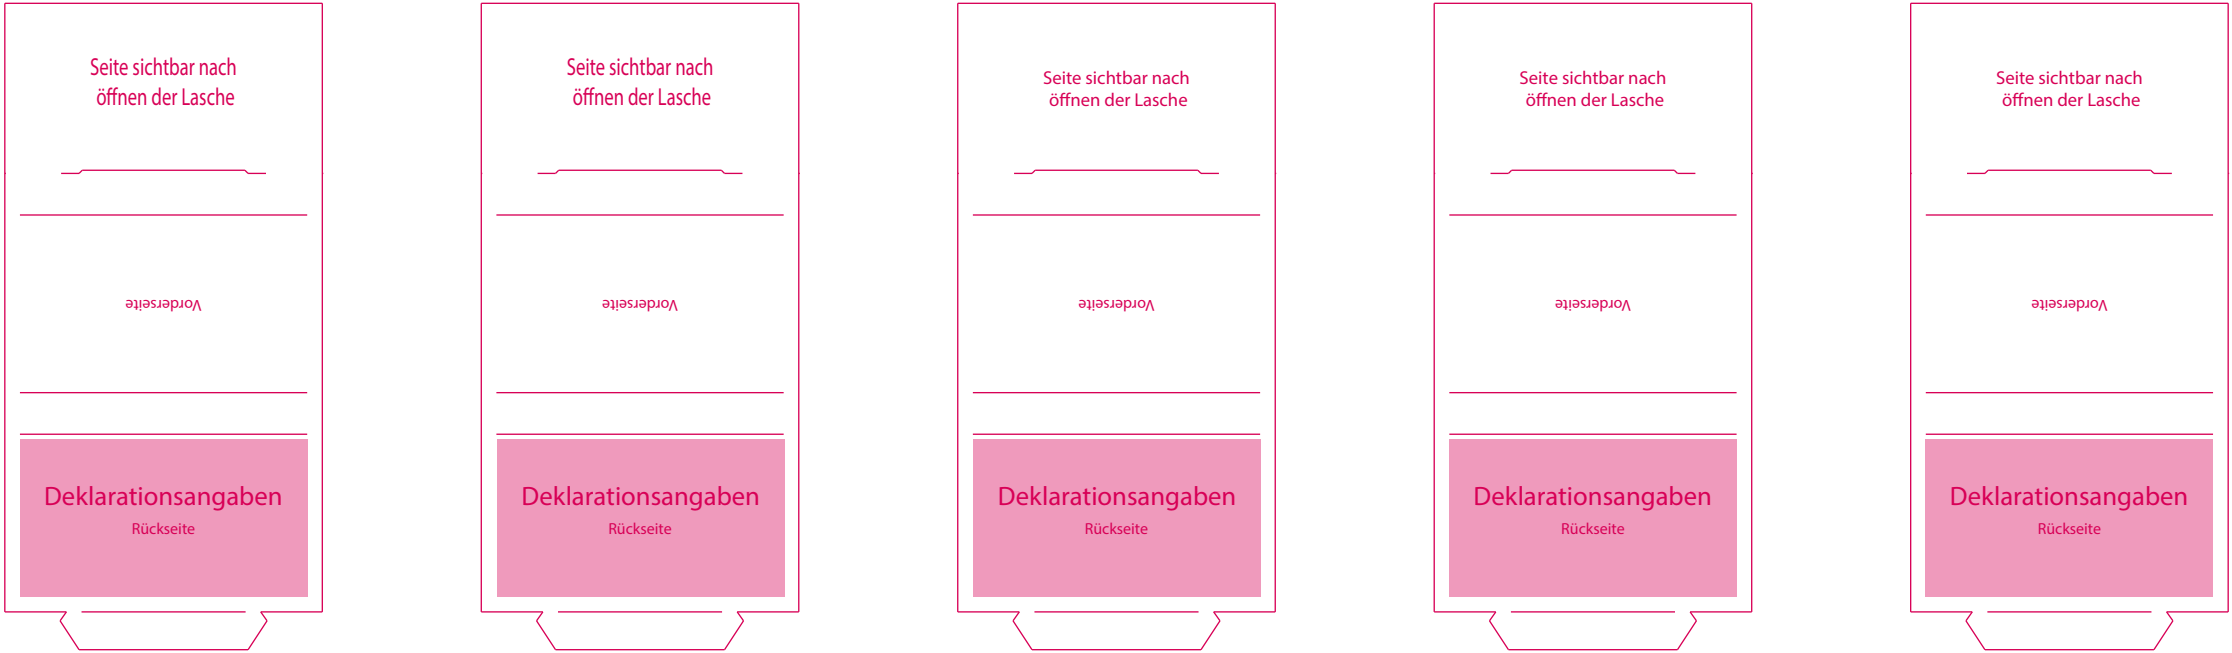 Seite sichtbar nach
öffnen der Lasche
Vorderseite
Deklarationsangaben
Rückseite
Seite sichtbar nach
öffnen der Lasche
Vorderseite
Deklarationsangaben
Rückseite
Seite sichtbar nach
öffnen der Lasche
Vorderseite
Deklarationsangaben
Rückseite
Seite sichtbar nach
öffnen der Lasche
Vorderseite
Deklarationsangaben
Rückseite
Seite sichtbar nach
öffnen der Lasche
Vorderseite
Deklarationsangaben
Rückseite